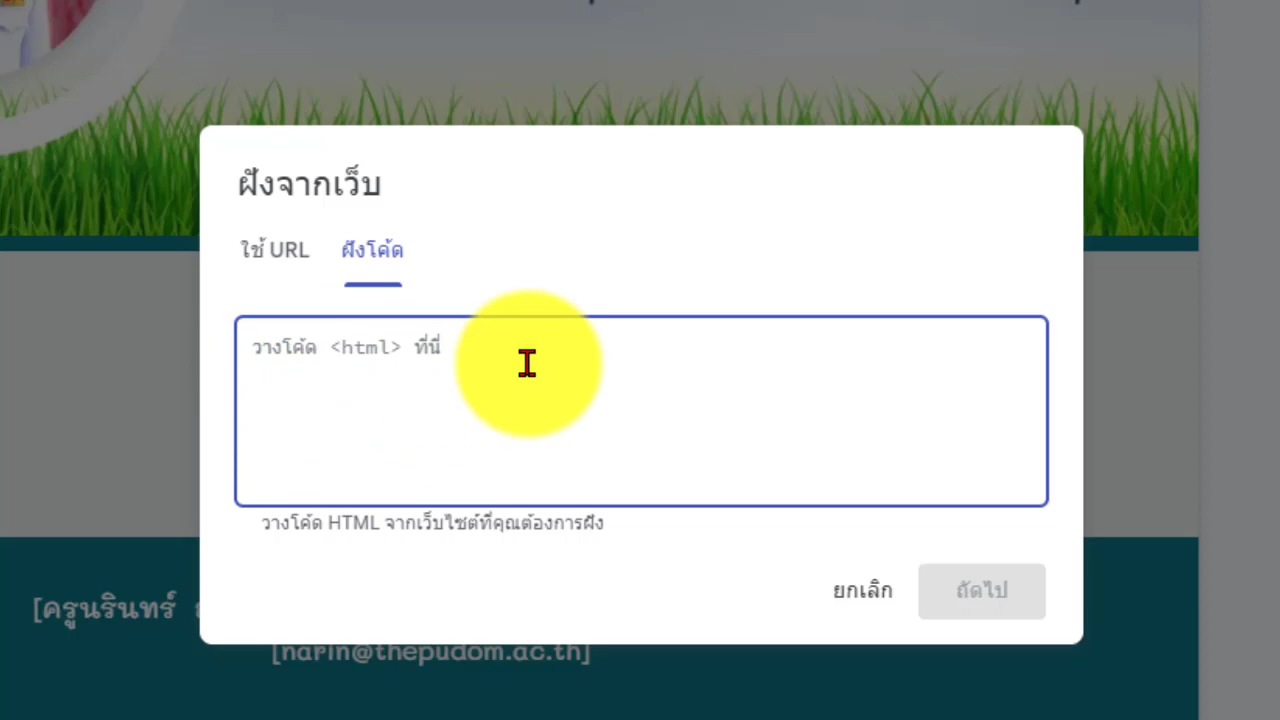 ฝังจากเว็บ
ใช้ URL ฝังโค้ด
วางโค้ด <html> ที่นี่
วางโค้ด HTML จากเว็บไซต์ที่คุณต้องการฝัง
ยกเลิก ถัดไป
[ครูนรินทร์
[narin@thepudom.ac.th]